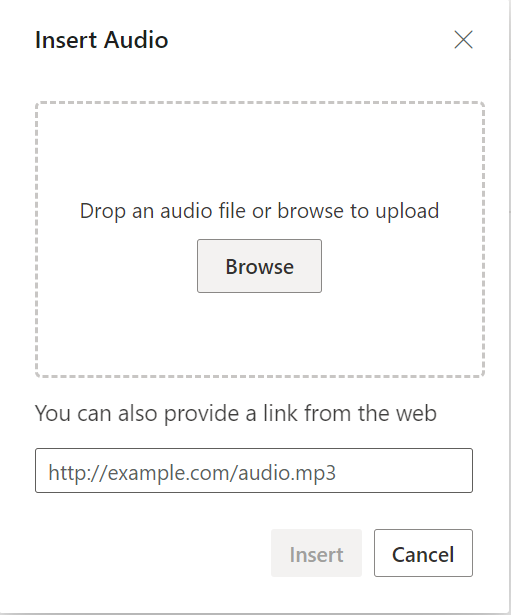 Insert Audio
Drop an audio file or browse to upload
Browse
You can also provide a link from the web
http://example.com/audio.mp3
Insert
Cancel